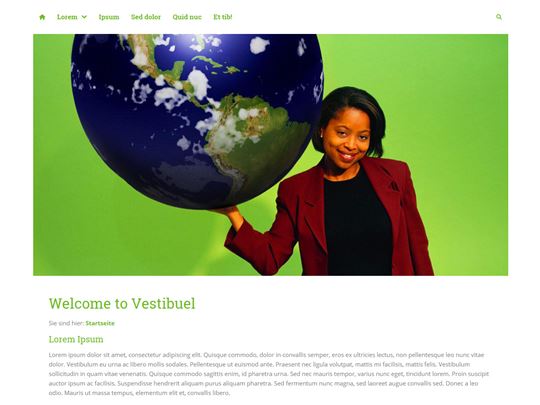 Lorem Ipsum Sed dolor Quid nuc Et tib!
Welcome to Vestibuel
Sie sind hier: Startseite
Lorem Ipsum
Lorem ipsum dolor sit amet, consectetur adipiscing elit. Quisque commodo, dolor in convallis semper, eros ex ultricies lectus, non pellentesque leo nunc vitae
dolor. Vestibulum eu urna ac libero mollis sodales. Pellentesque ut euismod ante. Praesent nec ligula volutpat, mattis mi facilisis, mattis felis. Vestibulum
sollicitudin in quam vitae venenatis. Quisque commodo sagittis enim, id pharetra urna. Sed nec mauris tempor, varius nunc eget, tincidunt lorem. Proin suscipit
auctor ipsum ac facilisis. Suspendisse hendrerit aliquam purus aliquam pharetra. Sed fermentum nunc magna, sed laoreet augue convallis sed. Donec a leo
odio. Mauris ut massa tempus, elementum elit et, convallis libero.